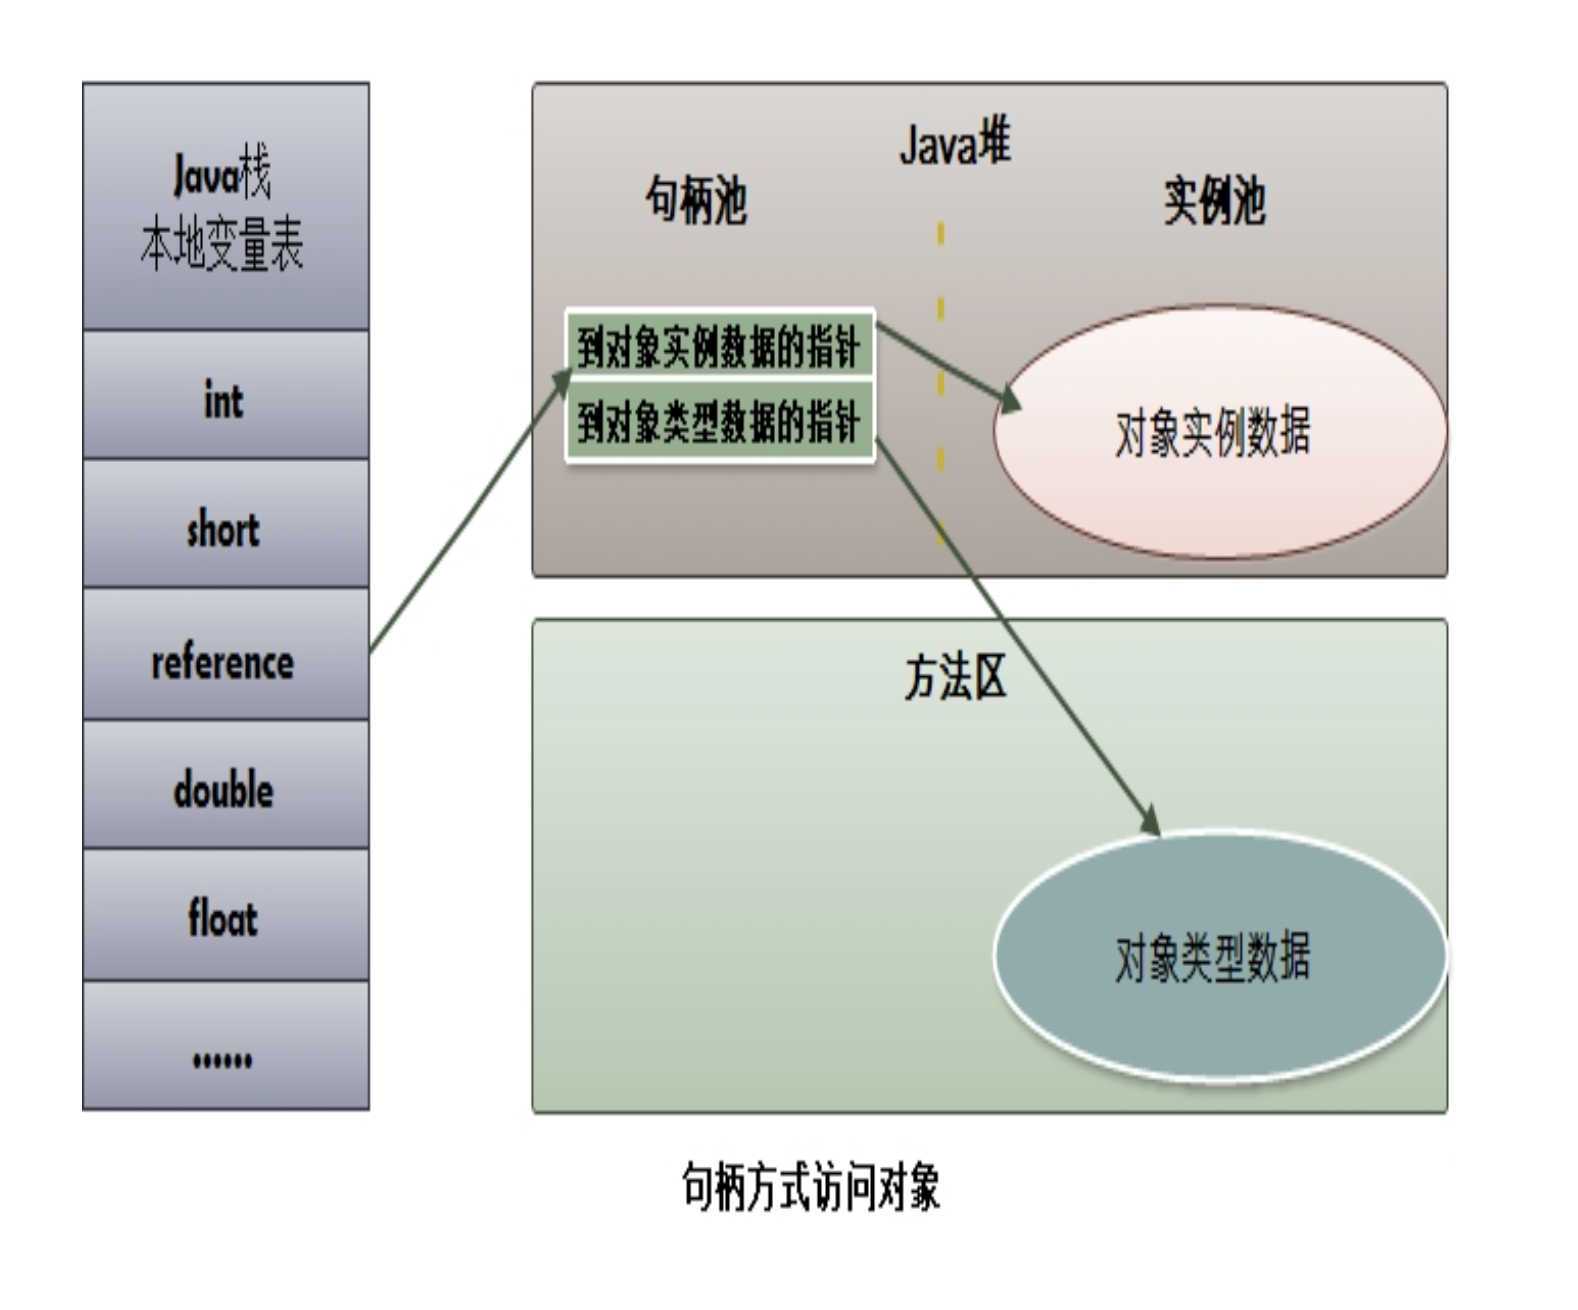 Java栈
本地变量表
int
short
reference
double
float
……
Java堆
句柄池
实例池
到对象实例数据的指针
到对象类型数据的指针
对象实例数据
方法区
对象类型数据
句柄方式访问对象